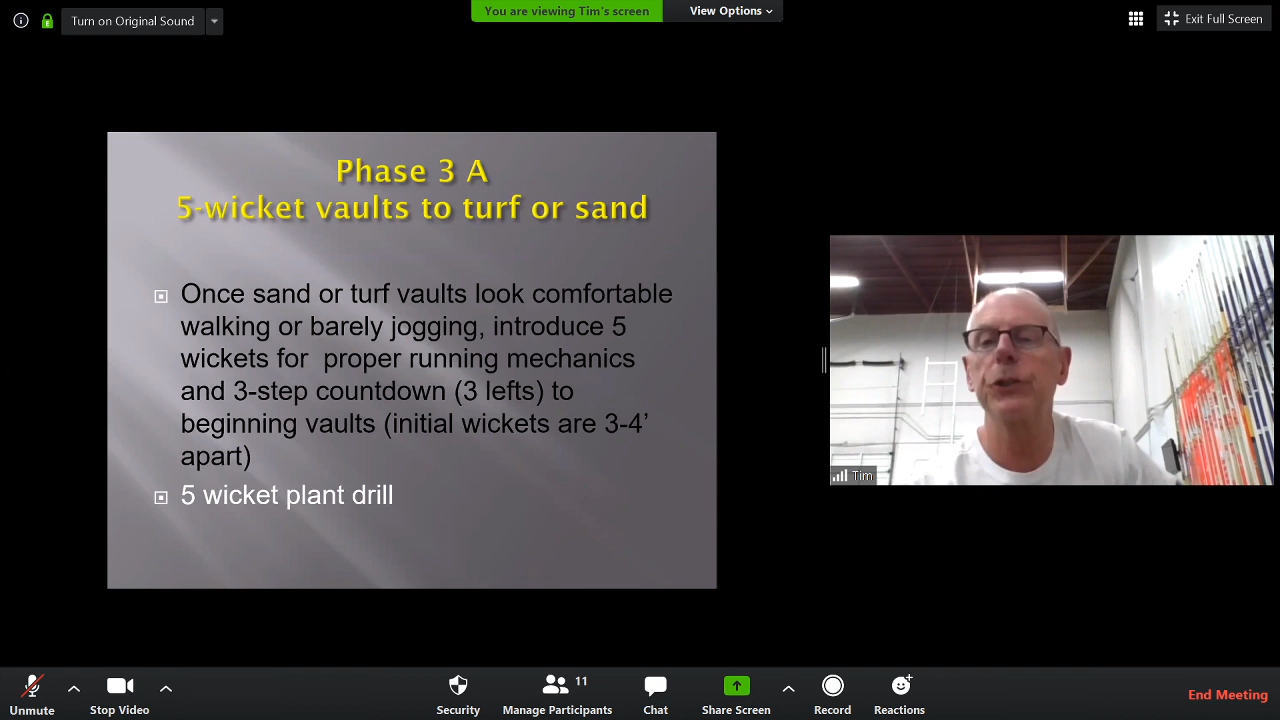 Turn on Original Sound
You are viewing Tim's screen
View Options
Exit Full Screen
Phase 3 A
5-wicket vaults to turf or sand
Once sand or turf vaults look comfortable
walking or barely jogging, introduce 5
wickets for  proper running mechanics
and 3-step countdown (3 lefts) to
beginning vaults (initial wickets are 3-4’
apart)
5 wicket plant drill
Tim
Unmute
Stop Video
Security
11
Manage Participants
Chat
Share Screen
Record
Reactions
End Meeting